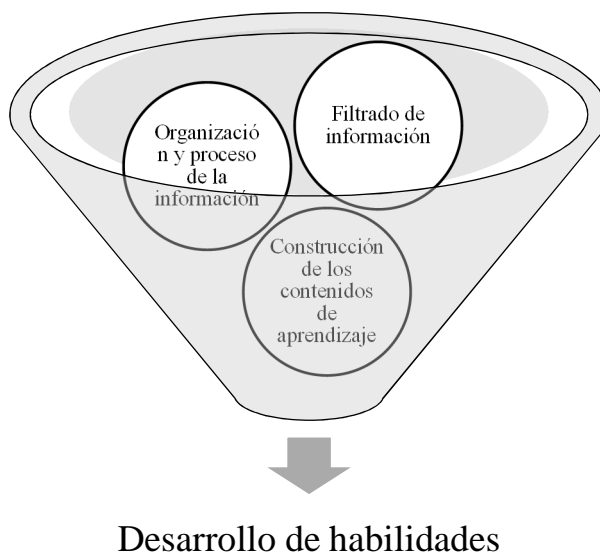 Filtrado de
información
Organizació
n y proceso
de la
información
Construcción
de los
contenidos
de
aprendizaje
Desarrollo de habilidades